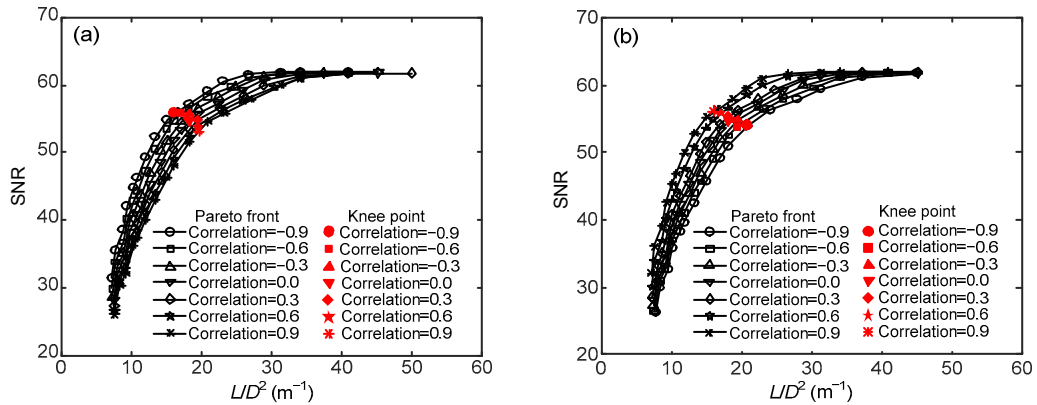 (a)
70
60
50
40
30
20
SNR
0 10 20 30 40 50 60
L/D² (m⁻¹)
Pareto front Knee point
Correlation=−0.9 Correlation=−0.9
Correlation=−0.6 Correlation=−0.6
Correlation=−0.3 Correlation=−0.3
Correlation=0.0 Correlation=0.0
Correlation=0.3 Correlation=0.3
Correlation=0.6 Correlation=0.6
Correlation=0.9 Correlation=0.9
(b)
70
60
50
40
30
20
SNR
0 10 20 30 40 50 60
L/D² (m⁻¹)
Pareto front Knee point
Correlation=−0.9 Correlation=−0.9
Correlation=−0.6 Correlation=−0.6
Correlation=−0.3 Correlation=−0.3
Correlation=0.0 Correlation=0.0
Correlation=0.3 Correlation=0.3
Correlation=0.6 Correlation=0.6
Correlation=0.9 Correlation=0.9